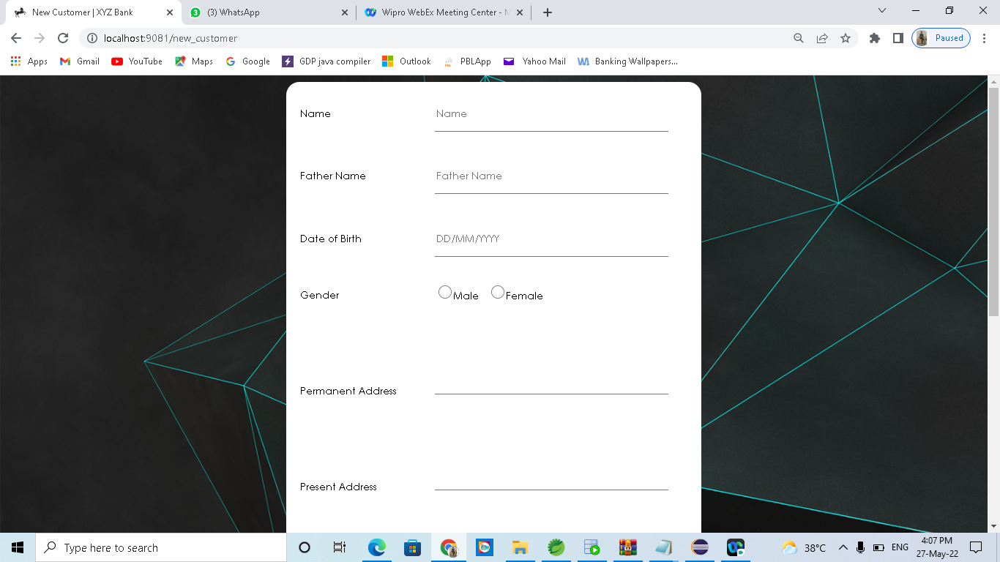 New Customer | XYZ Bank
(3) WhatsApp
Wipro WebEx Meeting Center - M
localhost:9081/new_customer
Paused
Apps
Gmail
YouTube
Maps
Google
GDP java compiler
Outlook
PBLApp
Yahoo Mail
Banking Wallpapers...
Name
Name
Father Name
Father Name
Date of Birth
DD/MM/YYYY
Gender
Male
Female
Permanent Address
Present Address
Type here to search
38°C
ENG
4:07 PM
27-May-22